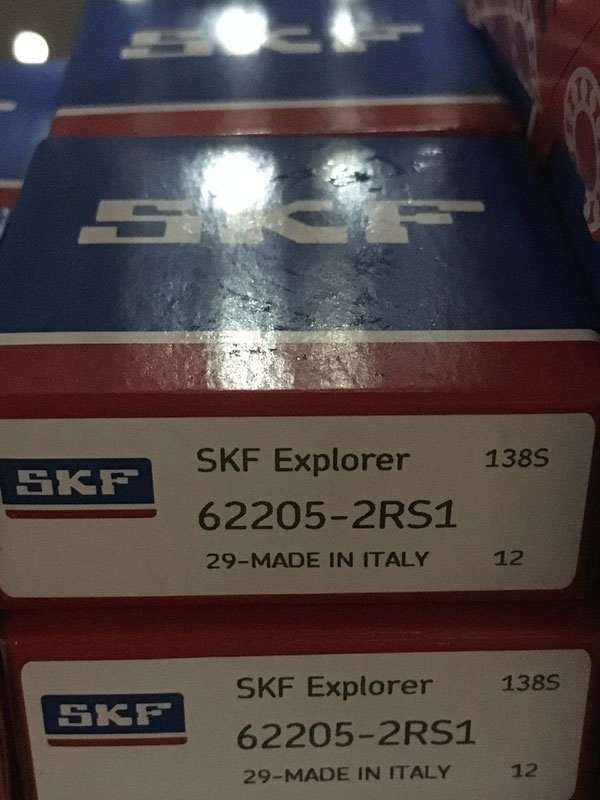 SKF
SKF
SKF
SKF Explorer 138S
62205-2RS1
29-MADE IN ITALY 12
SKF
SKF Explorer 138S
62205-2RS1
29-MADE IN ITALY 12